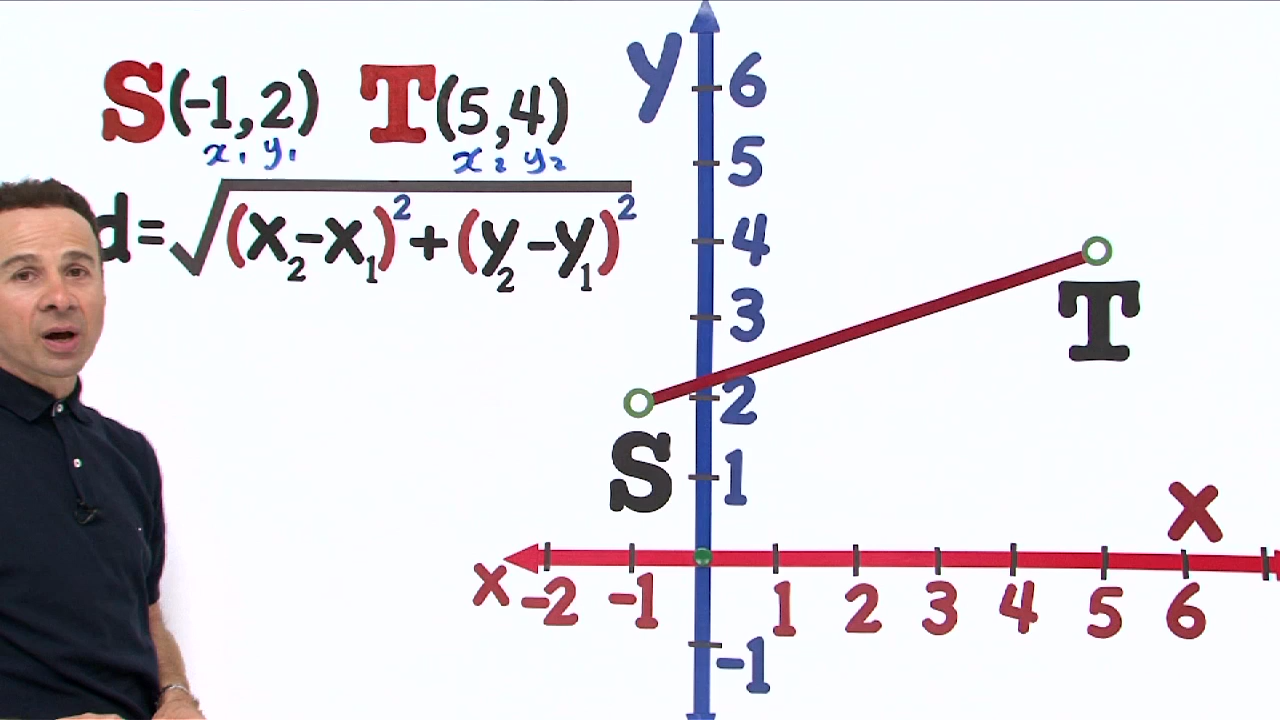 S(-1,2) T(5,4)
x₁ y₁ x₂ y₂
d=√(x₂-x₁)²+(y₂-y₁)²
y
6
5
4
3
2
1
-1
T
S
x
x
-2 -1 1 2 3 4 5 6